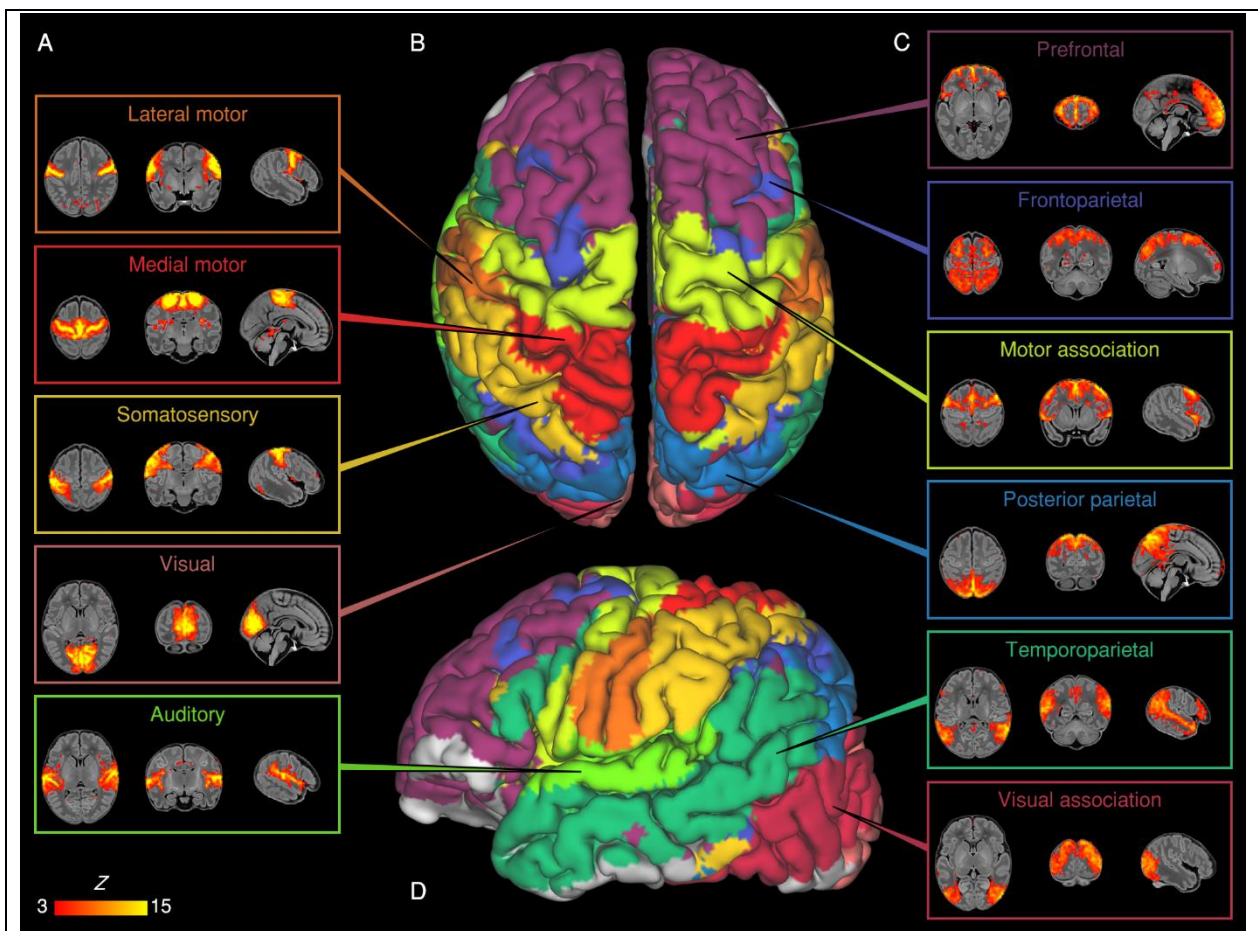 A
B
C
Lateral motor
Medial motor
Somatosensory
Visual
Auditory
Prefrontal
Frontoparietal
Motor association
Posterior parietal
Temporoparietal
Visual association
Z
3
15
D